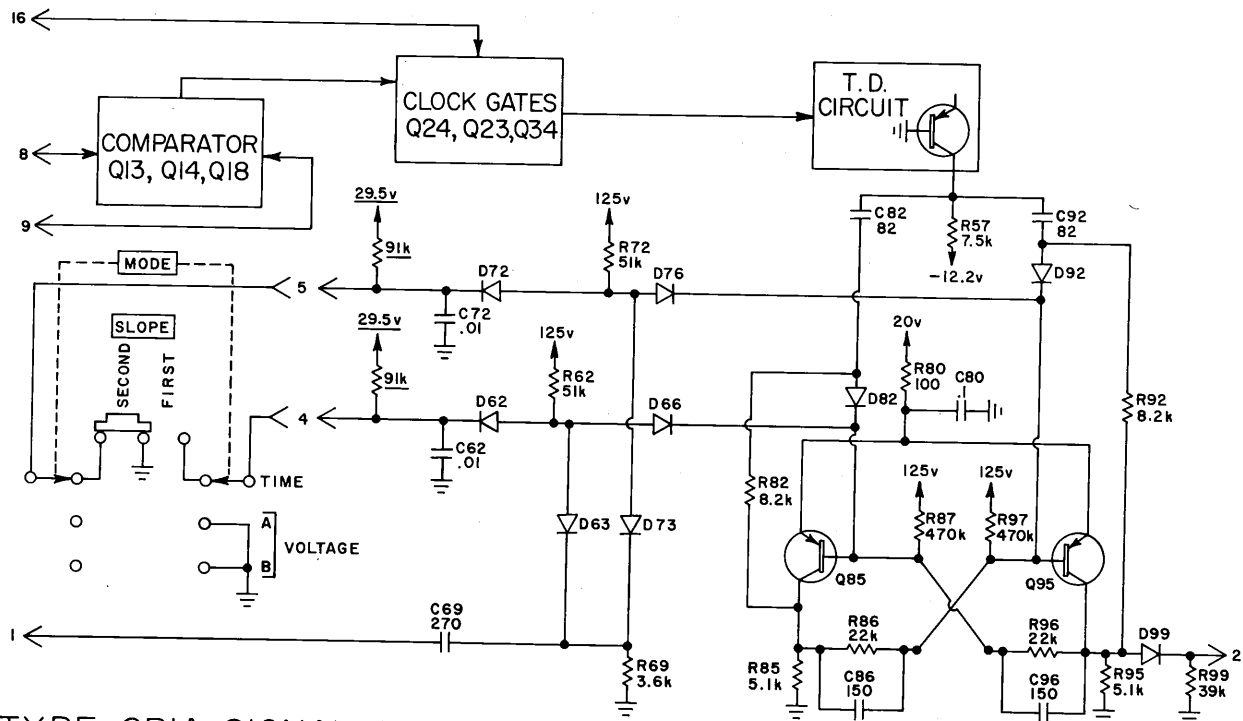 16
8
9
COMPARATOR
Q13, Q14, Q18
CLOCK GATES
Q24, Q23, Q34
T.D.
CIRCUIT
C82
82
R57
7.5k
-12.2v
C92
82
D92
MODE
SLOPE
SECOND
FIRST
5
4
29.5v
91k
D72
C72
.01
125v
R72
51k
D76
29.5v
91k
D62
C62
.01
125v
R62
51k
D66
D82
20v
R80
100
C80
.1
R92
8.2k
TIME
A
B
VOLTAGE
D63
D73
R82
8.2k
125v
R87
470k
125v
R97
470k
Q85
Q95
1
C69
270
R69
3.6k
R86
22k
R85
5.1k
C86
150
R96
22k
C96
150
R95
5.1k
D99
R99
39k
2